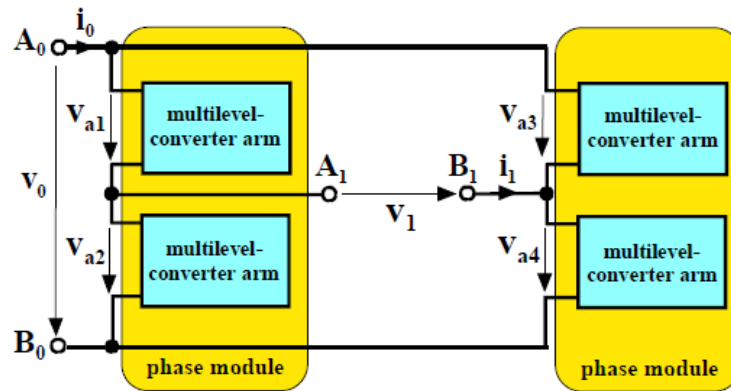 A₀
i₀
vₐ₁
multilevel-
converter arm
v₀
A₁
v₁
B₁
i₁
vₐ₂
multilevel-
converter arm
B₀
phase module
vₐ₃
multilevel-
converter arm
vₐ₄
multilevel-
converter arm
phase module